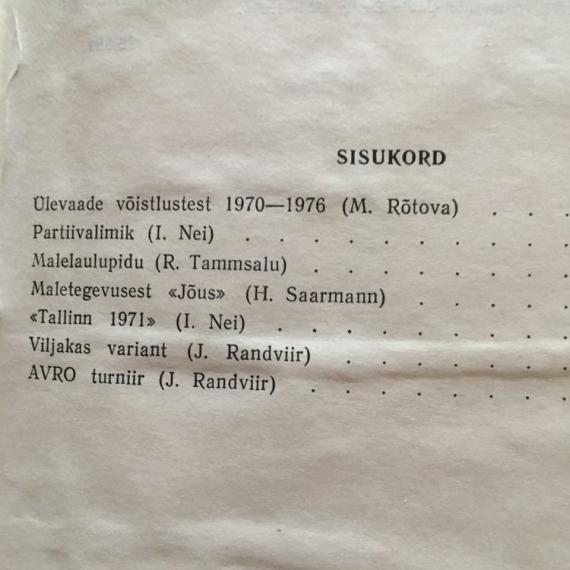 SISUKORD
Ülevaade võistlustest 1970—1976 (M. Rõtova) . . .
Partiivalimik (I. Nei) . . . . . . . . . .
Malelaulupidu (R. Tammsalu) . . . . . . . .
Maletegevusest «Jõus» (H. Saarmann) . . . . .
«Tallinn 1971» (I. Nei) . . . . . . . . .
Viljakas variant (J. Randviir) . . . . . . .
AVRO turniir (J. Randviir) . . . . . . . .